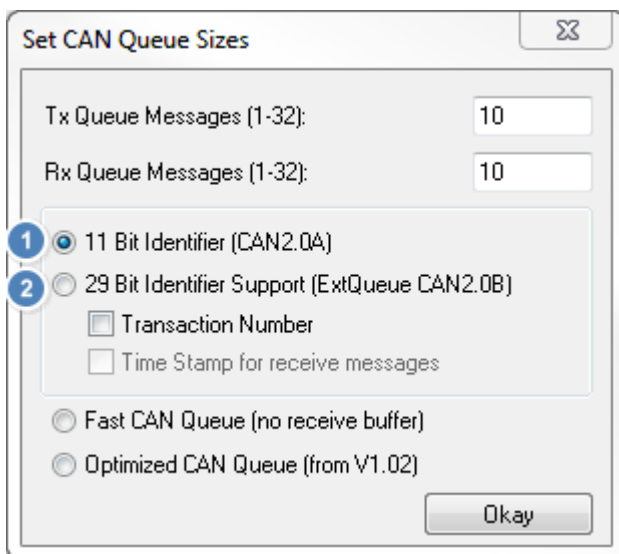 Set CAN Queue Sizes
Tx Queue Messages (1-32): 10
Rx Queue Messages (1-32): 10
1 11 Bit Identifier (CAN2.0A)
2 29 Bit Identifier Support (ExtQueue CAN2.0B)
Transaction Number
Time Stamp for receive messages
Fast CAN Queue (no receive buffer)
Optimized CAN Queue (from V1.02)
Okay